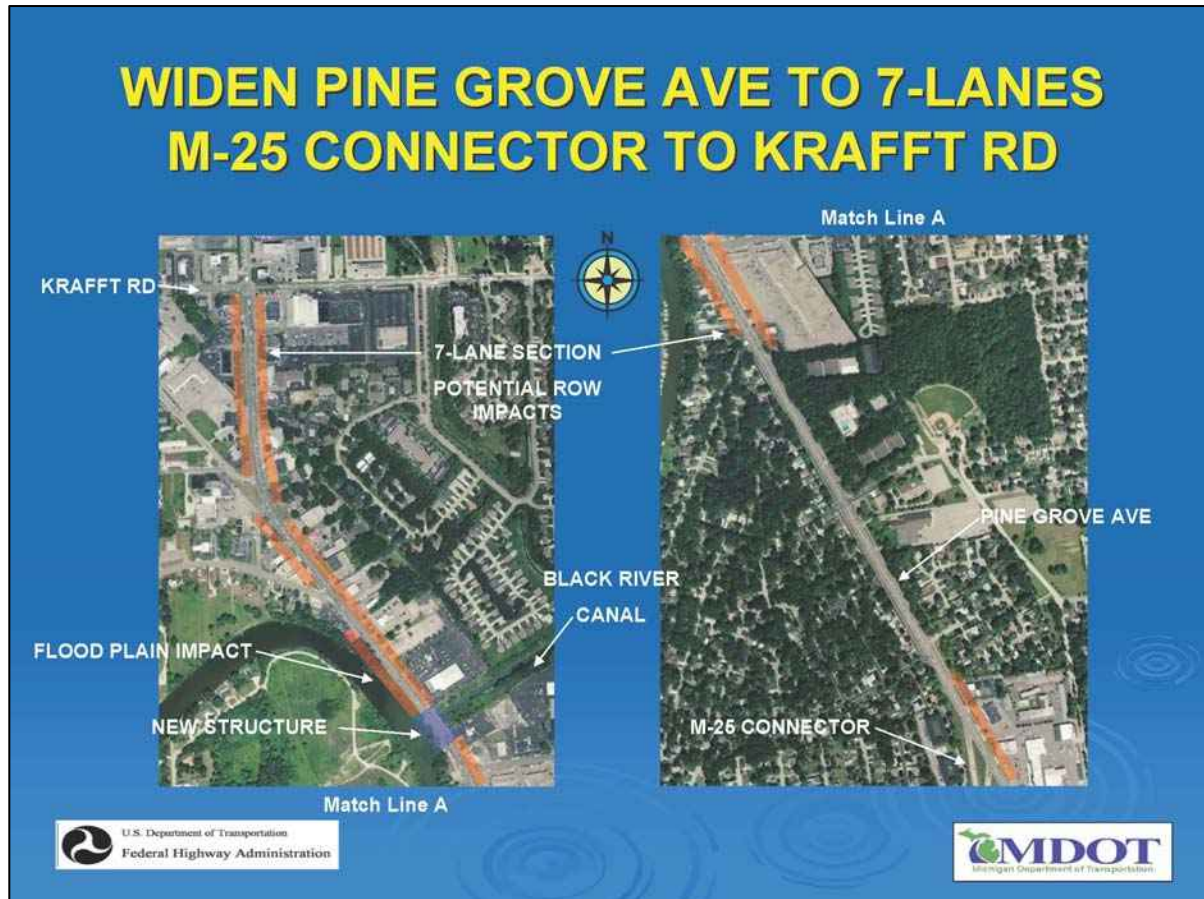 WIDEN PINE GROVE AVE TO 7-LANES
M-25 CONNECTOR TO KRAFFT RD
Match Line A
N
KRAFFT RD
7-LANE SECTION
POTENTIAL ROW
IMPACTS
PINE GROVE AVE
BLACK RIVER
CANAL
FLOOD PLAIN IMPACT
NEW STRUCTURE
M-25 CONNECTOR
Match Line A
U.S. Department of Transportation
Federal Highway Administration
MDOT
Michigan Department of Transportation